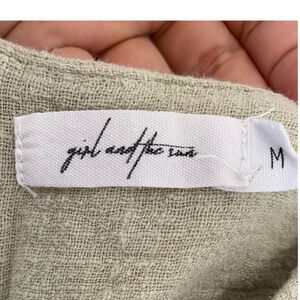 girl and the sun
M